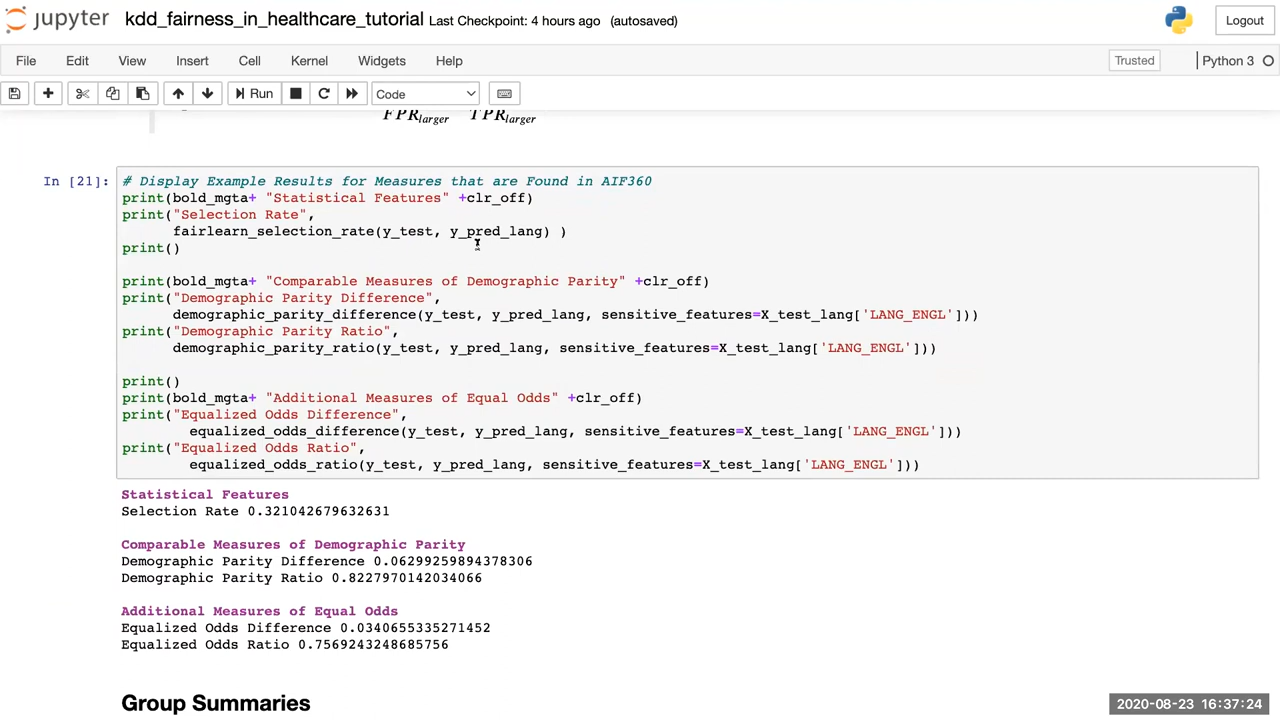 jupyter kdd_fairness_in_healthcare_tutorial Last Checkpoint: 4 hours ago (autosaved)
Logout
File Edit View Insert Cell Kernel Widgets Help
Trusted
Python 3
Run
Code
FPR_larger TPR_larger
In [21]:
# Display Example Results for Measures that are Found in AIF360
print(bold_mgta+ "Statistical Features" +clr_off)
print("Selection Rate",
      fairlearn_selection_rate(y_test, y_pred_lang) )
print()

print(bold_mgta+ "Comparable Measures of Demographic Parity" +clr_off)
print("Demographic Parity Difference",
      demographic_parity_difference(y_test, y_pred_lang, sensitive_features=X_test_lang['LANG_ENGL']))
print("Demographic Parity Ratio",
      demographic_parity_ratio(y_test, y_pred_lang, sensitive_features=X_test_lang['LANG_ENGL']))

print()
print(bold_mgta+ "Additional Measures of Equal Odds" +clr_off)
print("Equalized Odds Difference",
        equalized_odds_difference(y_test, y_pred_lang, sensitive_features=X_test_lang['LANG_ENGL']))
print("Equalized Odds Ratio",
        equalized_odds_ratio(y_test, y_pred_lang, sensitive_features=X_test_lang['LANG_ENGL']))
Statistical Features
Selection Rate 0.321042679632631

Comparable Measures of Demographic Parity
Demographic Parity Difference 0.06299259894378306
Demographic Parity Ratio 0.8227970142034066

Additional Measures of Equal Odds
Equalized Odds Difference 0.0340655335271452
Equalized Odds Ratio 0.7569243248685756

Group Summaries
2020-08-23 16:37:24